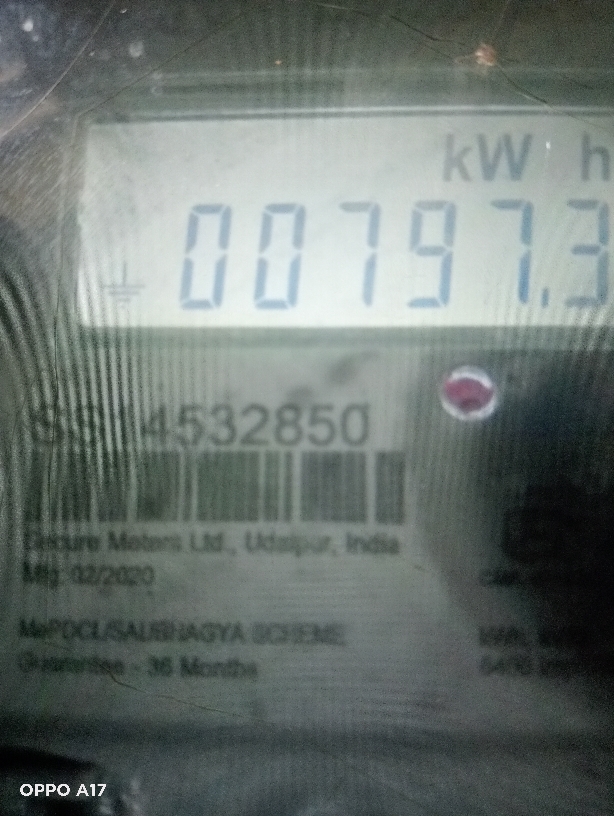 kW h
00797.3
SS14532850
Secure Meters Ltd., Udaipur, India
Mfg. 02/2020
MePDCL/SAUBHAGYA SCHEME
Guarantee - 36 Months
OPPO A17